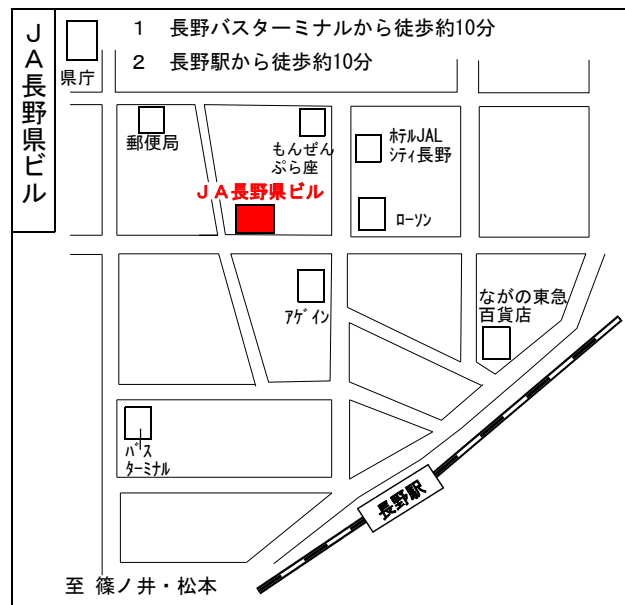 JA長野県ビル
1 長野バスターミナルから徒歩約10分
2 長野駅から徒歩約10分
県庁
郵便局
もんぜん
ぷら座
ホテルJAL
シティ長野
JA長野県ビル
ローソン
アゲイン
ながの東急
百貨店
バス
ターミナル
長野駅
至 篠ノ井・松本